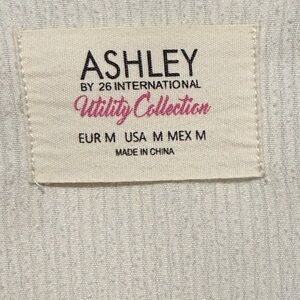 ASHLEY
BY 26 INTERNATIONAL
Utility Collection
EUR M USA M MEX M
MADE IN CHINA